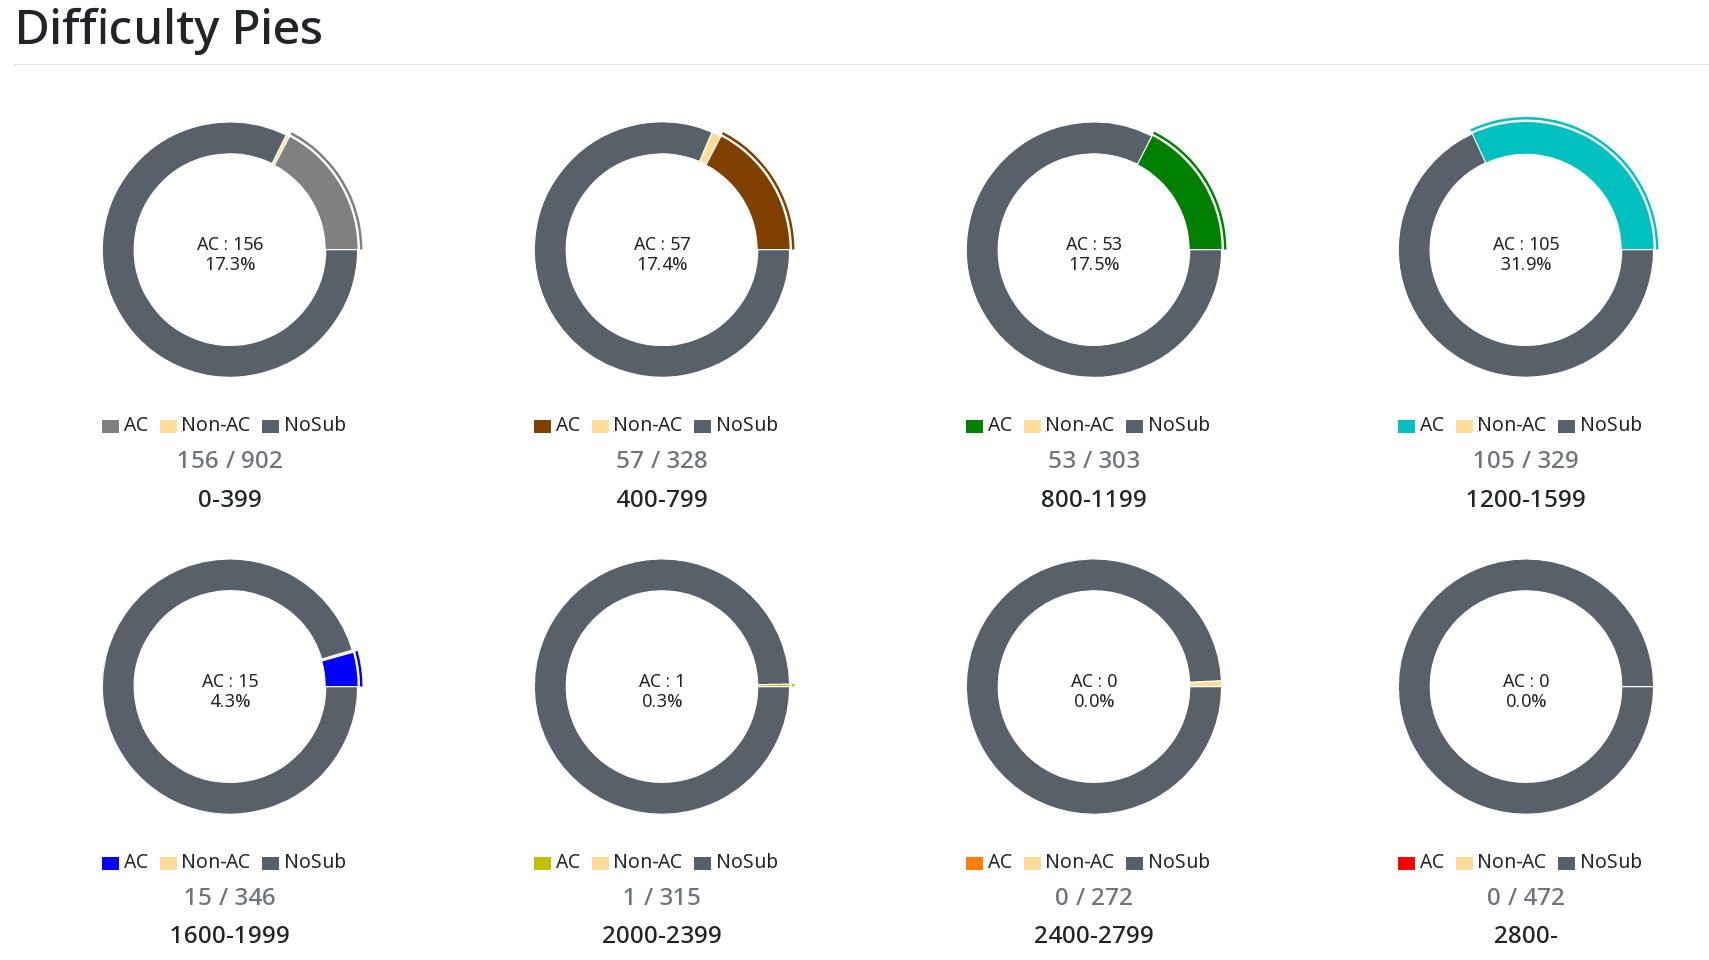 Difficulty Pies
AC : 156
17.3%
AC : 57
17.4%
AC : 53
17.5%
AC : 105
31.9%
AC Non-AC NoSub
AC Non-AC NoSub
AC Non-AC NoSub
AC Non-AC NoSub
156 / 902
57 / 328
53 / 303
105 / 329
0-399
400-799
800-1199
1200-1599
AC : 15
4.3%
AC : 1
0.3%
AC : 0
0.0%
AC : 0
0.0%
AC Non-AC NoSub
AC Non-AC NoSub
AC Non-AC NoSub
AC Non-AC NoSub
15 / 346
1 / 315
0 / 272
0 / 472
1600-1999
2000-2399
2400-2799
2800-